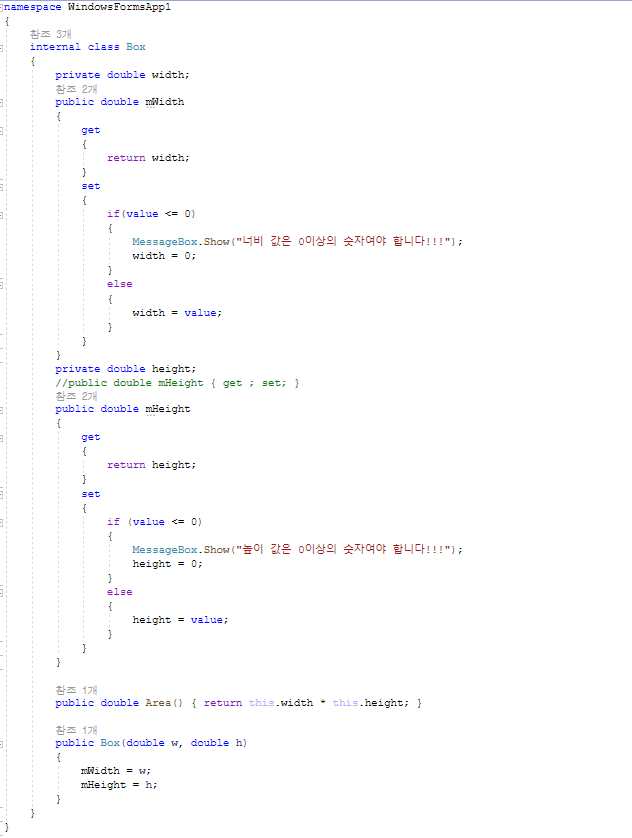 namespace WindowsFormsApp1
{
참조 3개
internal class Box
{
private double width;
참조 2개
public double mWidth
{
get
{
return width;
}
set
{
if(value <= 0)
{
MessageBox.Show("너비 값은 0이상의 숫자여야 합니다!!!");
width = 0;
}
else
{
width = value;
}
}
}
private double height;
//public double mHeight { get ; set; }
참조 2개
public double mHeight
{
get
{
return height;
}
set
{
if (value <= 0)
{
MessageBox.Show("높이 값은 0이상의 숫자여야 합니다!!!");
height = 0;
}
else
{
height = value;
}
}
}
참조 1개
public double Area() { return this.width * this.height; }
참조 1개
public Box(double w, double h)
{
mWidth = w;
mHeight = h;
}
}
}